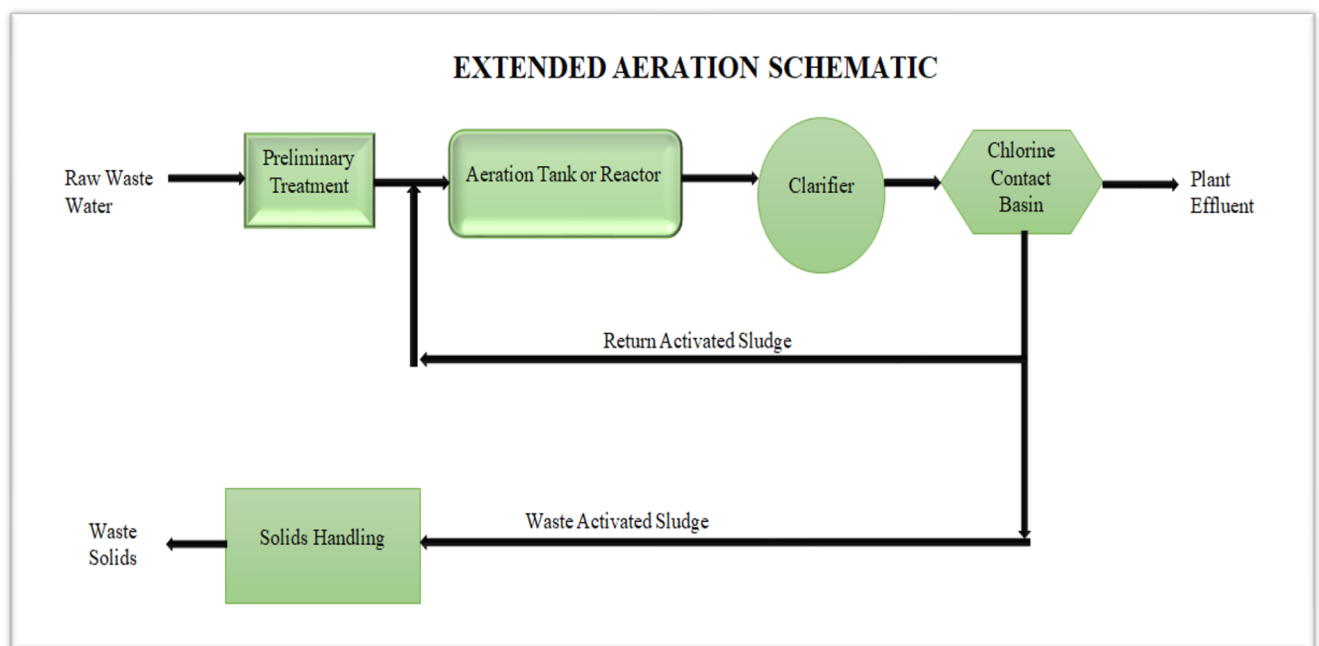 EXTENDED AERATION SCHEMATIC
Raw Waste
Water
Preliminary
Treatment
Aeration Tank or Reactor
Clarifier
Chlorine
Contact
Basin
Plant
Effluent
Return Activated Sludge
Waste
Solids
Solids Handling
Waste Activated Sludge